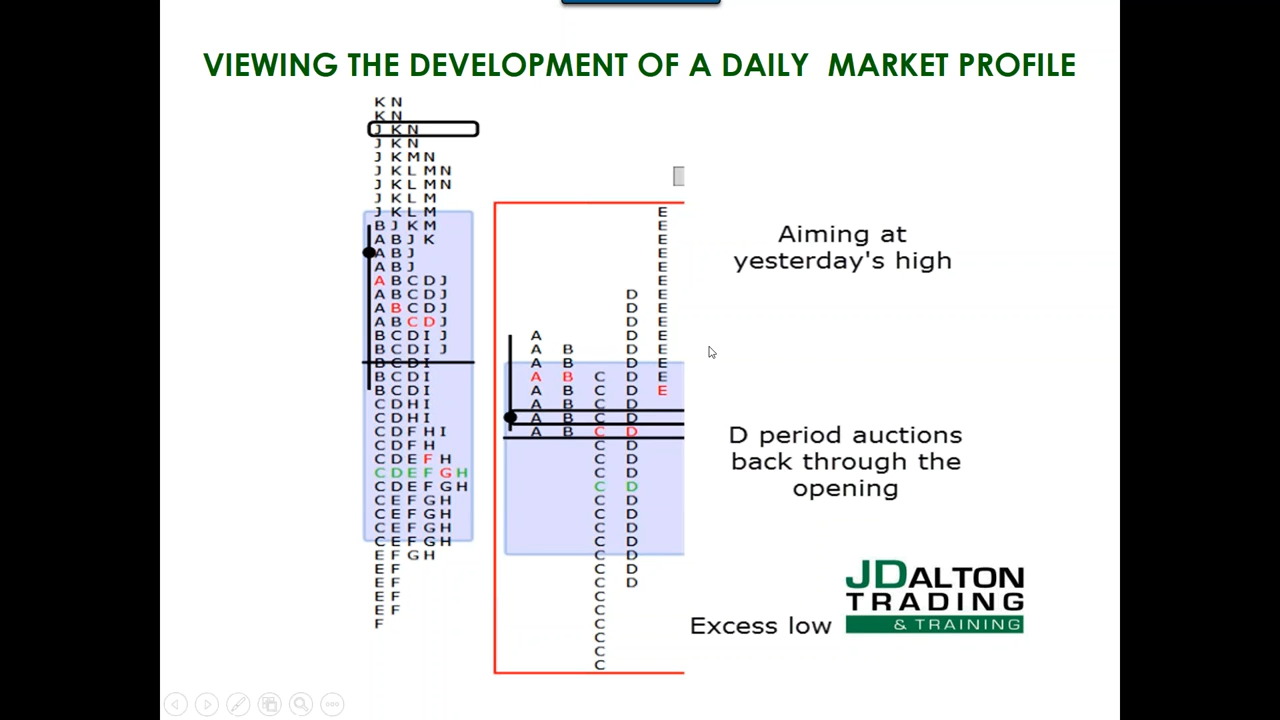 VIEWING THE DEVELOPMENT OF A DAILY MARKET PROFILE
K N
K N
J K N
J K N
J K M N
J K L M N
J K L M N
J K L M
J K L M
B J K M
A B J K
A B J
A B J
A B C D J
A B C D J
A B C D J
A B C D J
B C D I J
B C D I J
B C D I
B C D I
B C D I
C D H I
C D H I
C D F H I
C D F H
C D E F H
C D E F G H
C D E F G H
C E F G H
C E F G H
C E F G H
C E F G H
E F G H
E F
E F
E F
E F
F
E
E
E
E
E
E
D E
D E
D E
A D E
A B D E
A B D E
A B C D E
A B C D E
A B C D
A B C D
A B C D
C D
C D
C D
C D
C D
C D
C D
C D
C D
C D
C D
C
C
C
C
C
C
Aiming at
yesterday's high
D period auctions
back through the
opening
Excess low
JDALTON
TRADING
& TRAINING